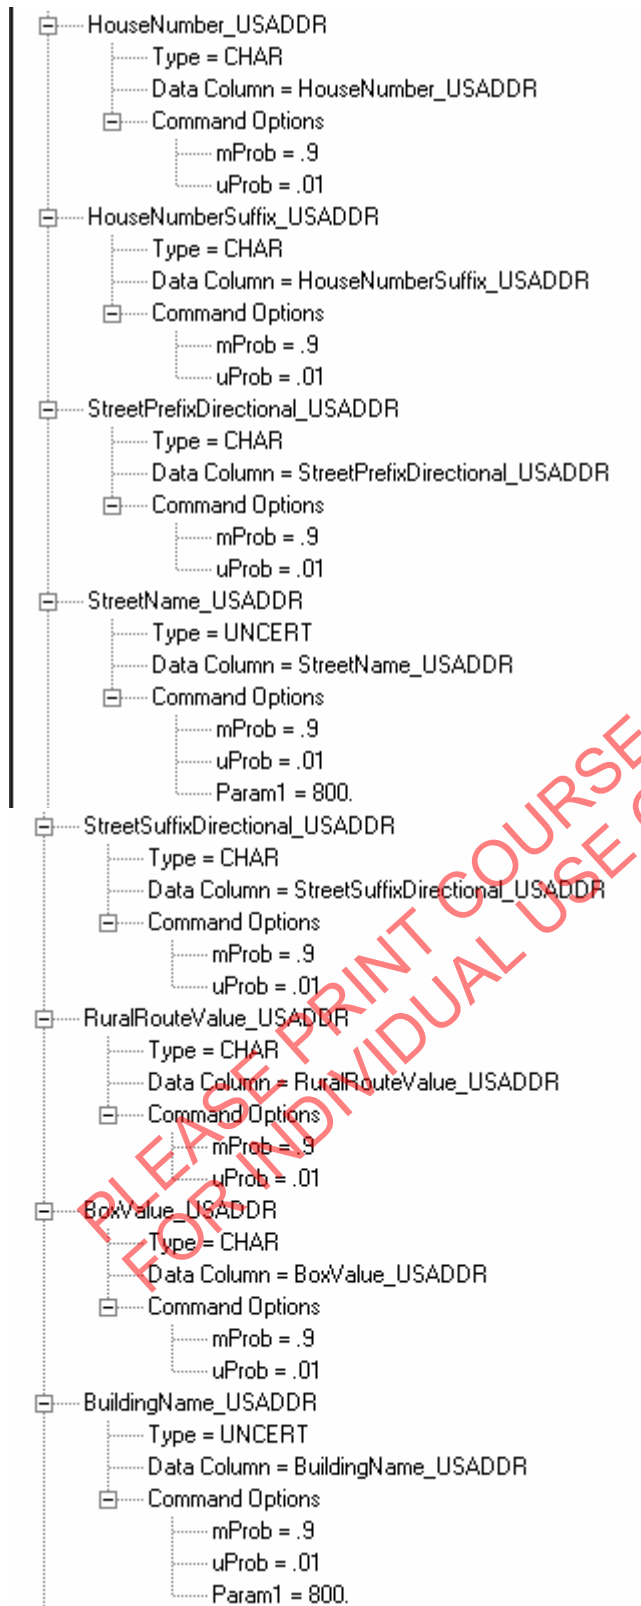 HouseNumber_USADDR
Type = CHAR
Data Column = HouseNumber_USADDR
Command Options
mProb = .9
uProb = .01
HouseNumberSuffix_USADDR
Type = CHAR
Data Column = HouseNumberSuffix_USADDR
Command Options
mProb = .9
uProb = .01
StreetPrefixDirectional_USADDR
Type = CHAR
Data Column = StreetPrefixDirectional_USADDR
Command Options
mProb = .9
uProb = .01
StreetName_USADDR
Type = UNCERT
Data Column = StreetName_USADDR
Command Options
mProb = .9
uProb = .01
Param1 = 800.
StreetSuffixDirectional_USADDR
Type = CHAR
Data Column = StreetSuffixDirectional_USADDR
Command Options
mProb = .9
uProb = .01
RuralRouteValue_USADDR
Type = CHAR
Data Column = RuralRouteValue_USADDR
Command Options
mProb = .9
uProb = .01
BoxValue_USADDR
Type = CHAR
Data Column = BoxValue_USADDR
Command Options
mProb = .9
uProb = .01
BuildingName_USADDR
Type = UNCERT
Data Column = BuildingName_USADDR
Command Options
mProb = .9
uProb = .01
Param1 = 800.
PLEASE PRINT COURSE
FOR INDIVIDUAL USE